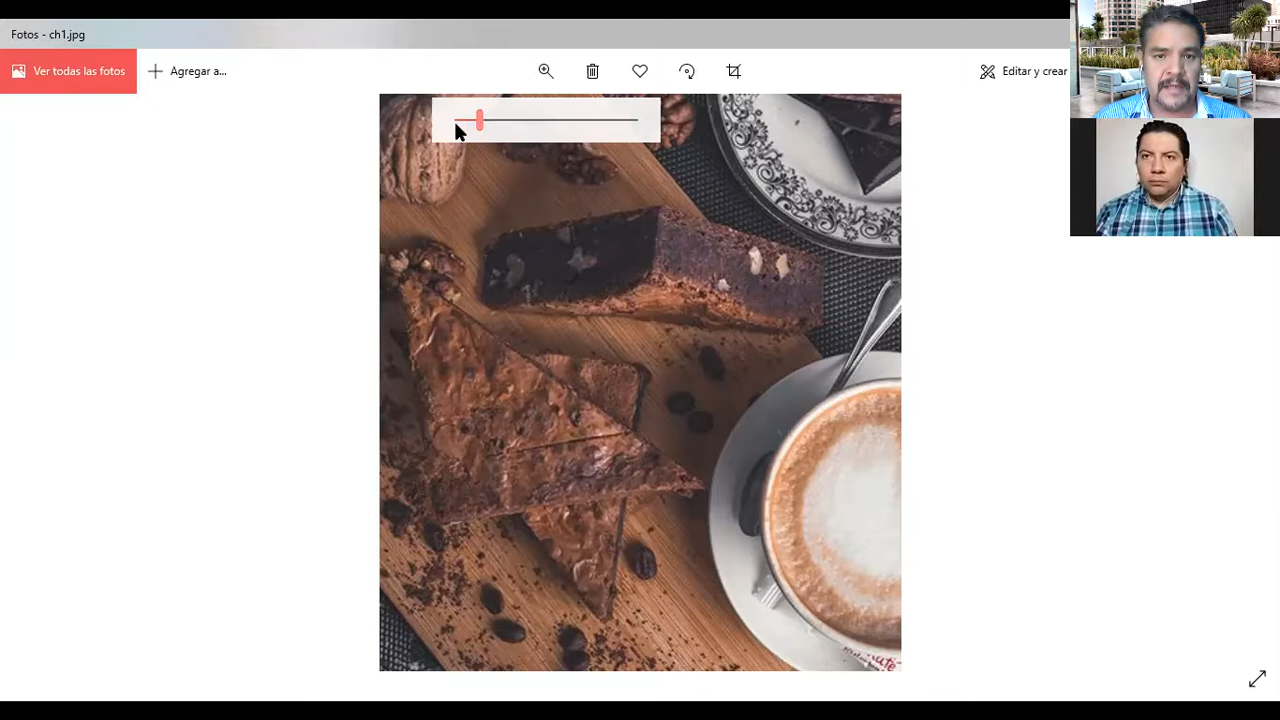 Fotos - ch1.jpg
Ver todas las fotos
Agregar a...
Editar y crear